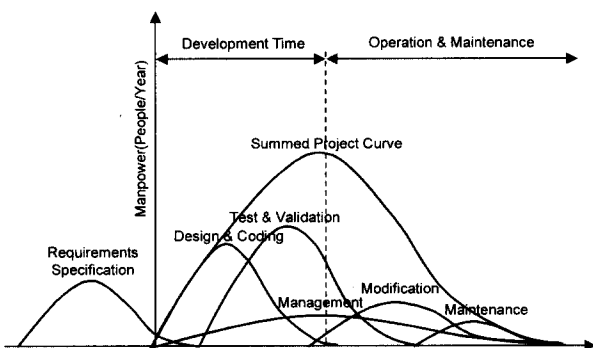 Development Time
Operation & Maintenance
Manpower(People/Year)
Summed Project Curve
Test & Validation
Design & Coding
Requirements
Specification
Modification
Management
Maintenance